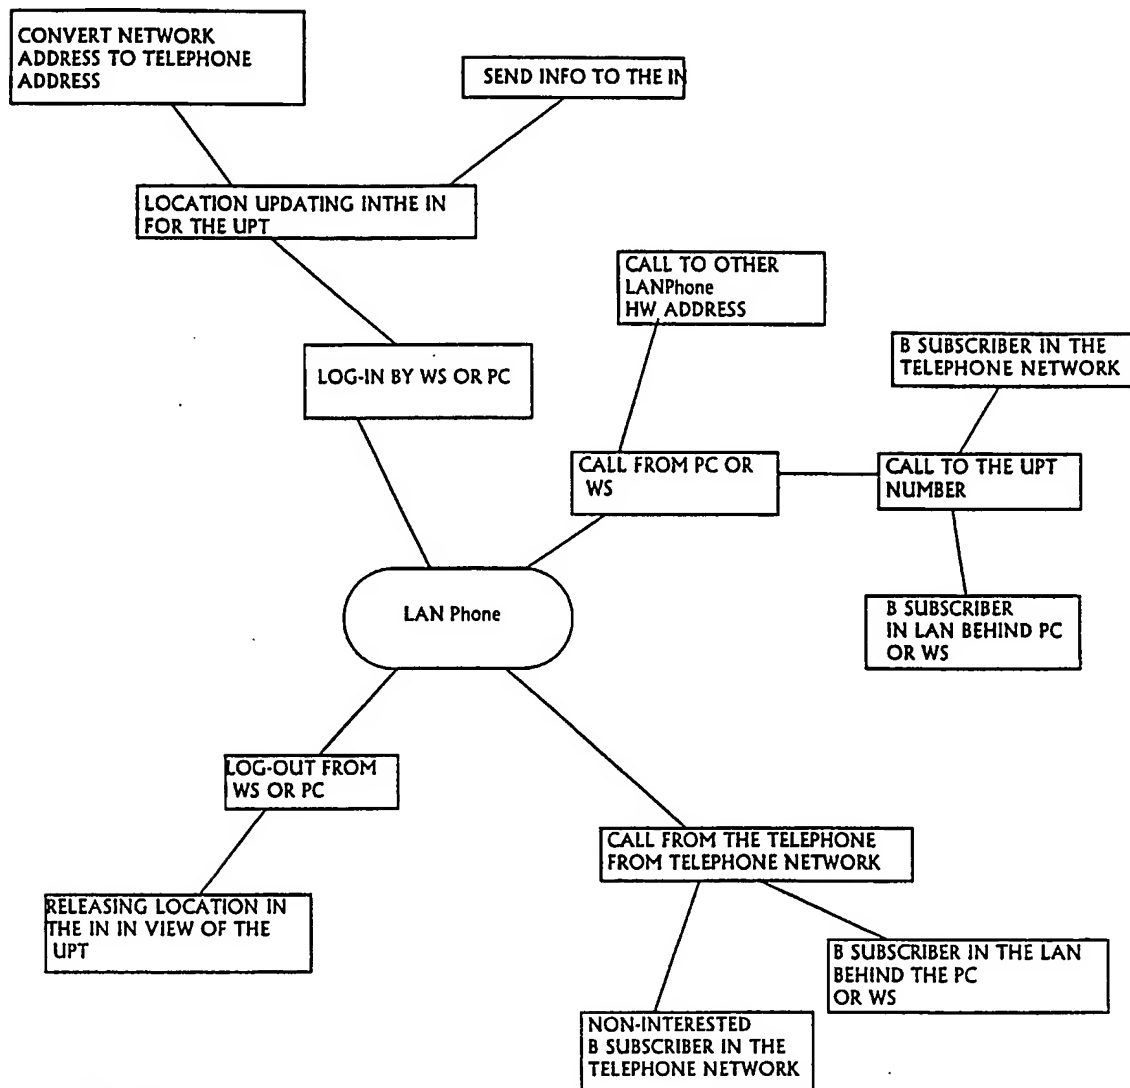 CONVERT NETWORK
ADDRESS TO TELEPHONE
ADDRESS
SEND INFO TO THE IN
LOCATION UPDATING INTHE IN
FOR THE UPT
CALL TO OTHER
LANPhone
HW ADDRESS
LOG-IN BY WS OR PC
B SUBSCRIBER IN THE
TELEPHONE NETWORK
CALL FROM PC OR
WS
CALL TO THE UPT
NUMBER
B SUBSCRIBER
IN LAN BEHIND PC
OR WS
LAN Phone
LOG-OUT FROM
WS OR PC
CALL FROM THE TELEPHONE
FROM TELEPHONE NETWORK
RELEASING LOCATION IN
THE IN IN VIEW OF THE
UPT
B SUBSCRIBER IN THE LAN
BEHIND THE PC
OR WS
NON-INTERESTED
B SUBSCRIBER IN THE
TELEPHONE NETWORK